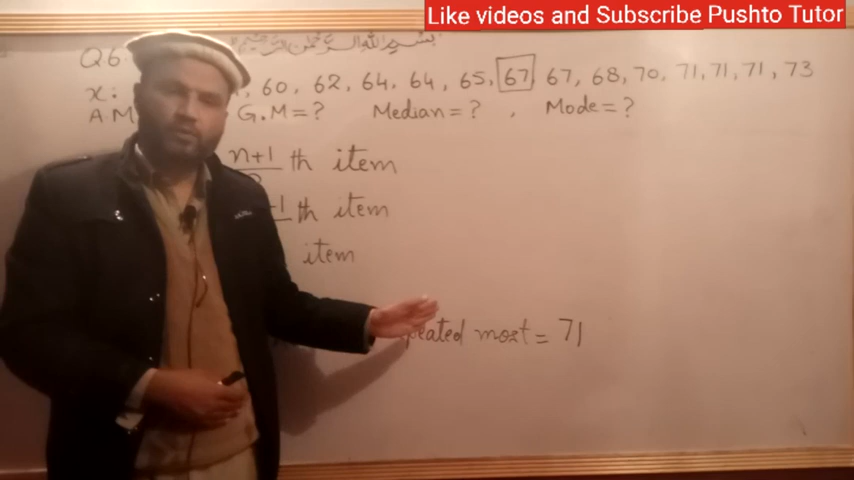 Like videos and Subscribe Pushto Tutor
بسم الله الرحمن الرحيم
Q6
x: , 60, 62, 64, 64, 65, 67 67, 68, 70, 71, 71, 71, 73
A.M G.M=? Median=? , Mode=?
n+1 th item
th item
item
most = 71